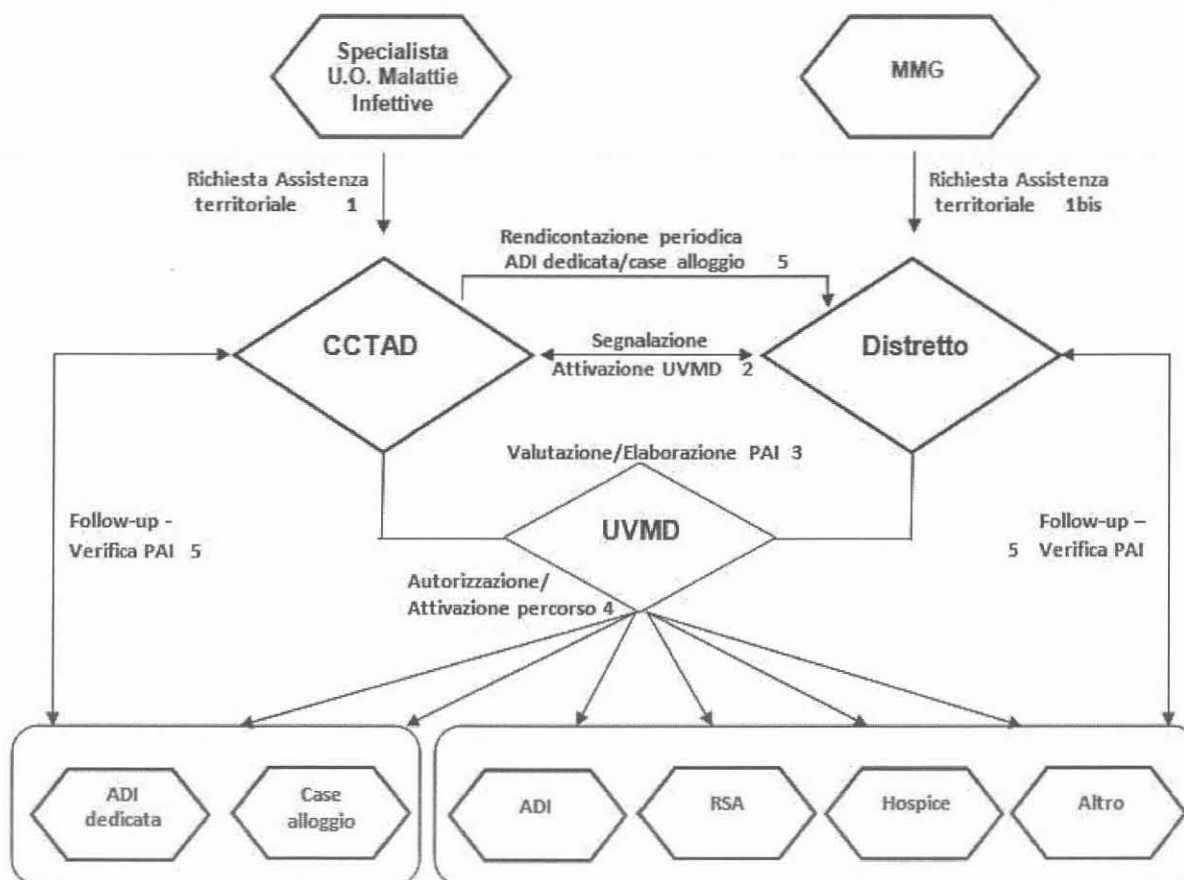 Specialista
U.O. Malattie
Infettive
MMG
Richiesta Assistenza
territoriale 1
Richiesta Assistenza
territoriale 1bis
Rendicontazione periodica
ADI dedicata/case alloggio 5
CCTAD
Segnalazione
Attivazione UVMD 2
Distretto
Valutazione/Elaborazione PAI 3
UVMD
Follow-up -
Verifica PAI 5
Follow-up –
5 Verifica PAI
Autorizzazione/
Attivazione percorso 4
ADI
dedicata
Case
alloggio
ADI
RSA
Hospice
Altro